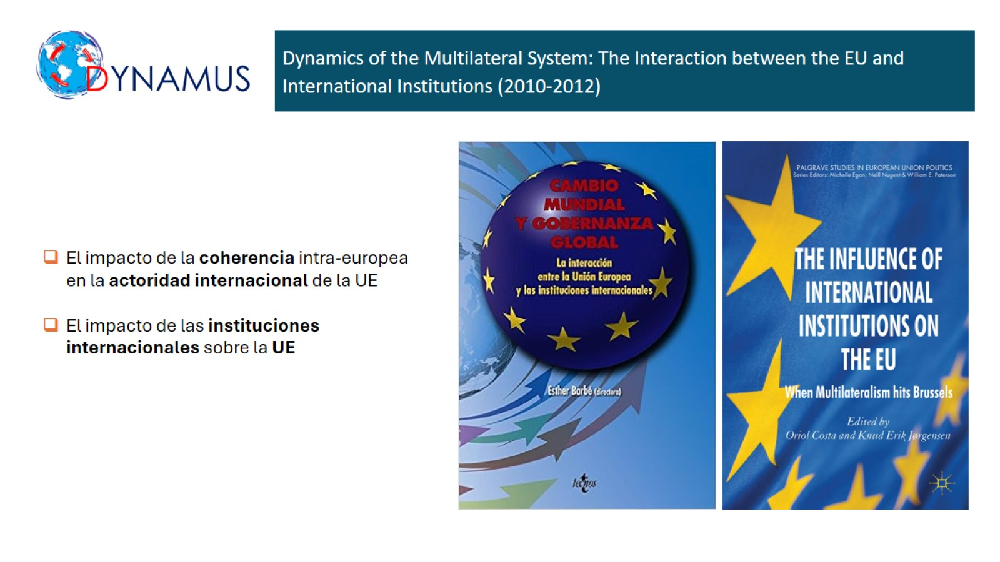 DYNAMUS
Dynamics of the Multilateral System: The Interaction between the EU and
International Institutions (2010-2012)
El impacto de la coherencia intra-europea
en la actoridad internacional de la UE
El impacto de las instituciones
internacionales sobre la UE
CAMBIO
MUNDIAL
Y GOBERNANZA
GLOBAL
La interacción
entre la Unión Europea
y las instituciones internacionales
Esther Barbé (directora)
tecnos
PALGRAVE STUDIES IN EUROPEAN UNION POLITICS
Series Editors: Michelle Egan, Neill Nugent & William E. Paterson
THE INFLUENCE OF
INTERNATIONAL
INSTITUTIONS ON
THE EU
When Multilateralism hits Brussels
Edited by
Oriol Costa and Knud Erik Jørgensen